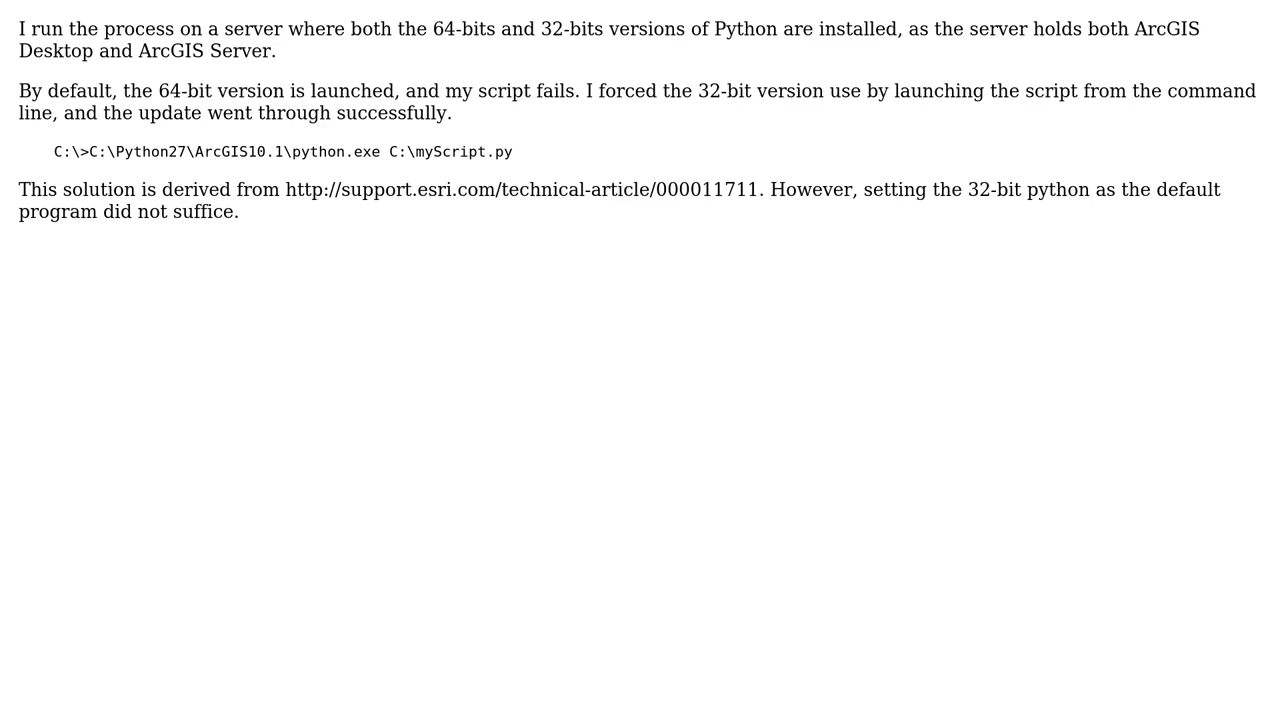 I run the process on a server where both the 64-bits and 32-bits versions of Python are installed, as the server holds both ArcGIS
Desktop and ArcGIS Server.
By default, the 64-bit version is launched, and my script fails. I forced the 32-bit version use by launching the script from the command
line, and the update went through successfully.
C:\>C:\Python27\ArcGIS10.1\python.exe C:\myScript.py
This solution is derived from http://support.esri.com/technical-article/000011711. However, setting the 32-bit python as the default
program did not suffice.